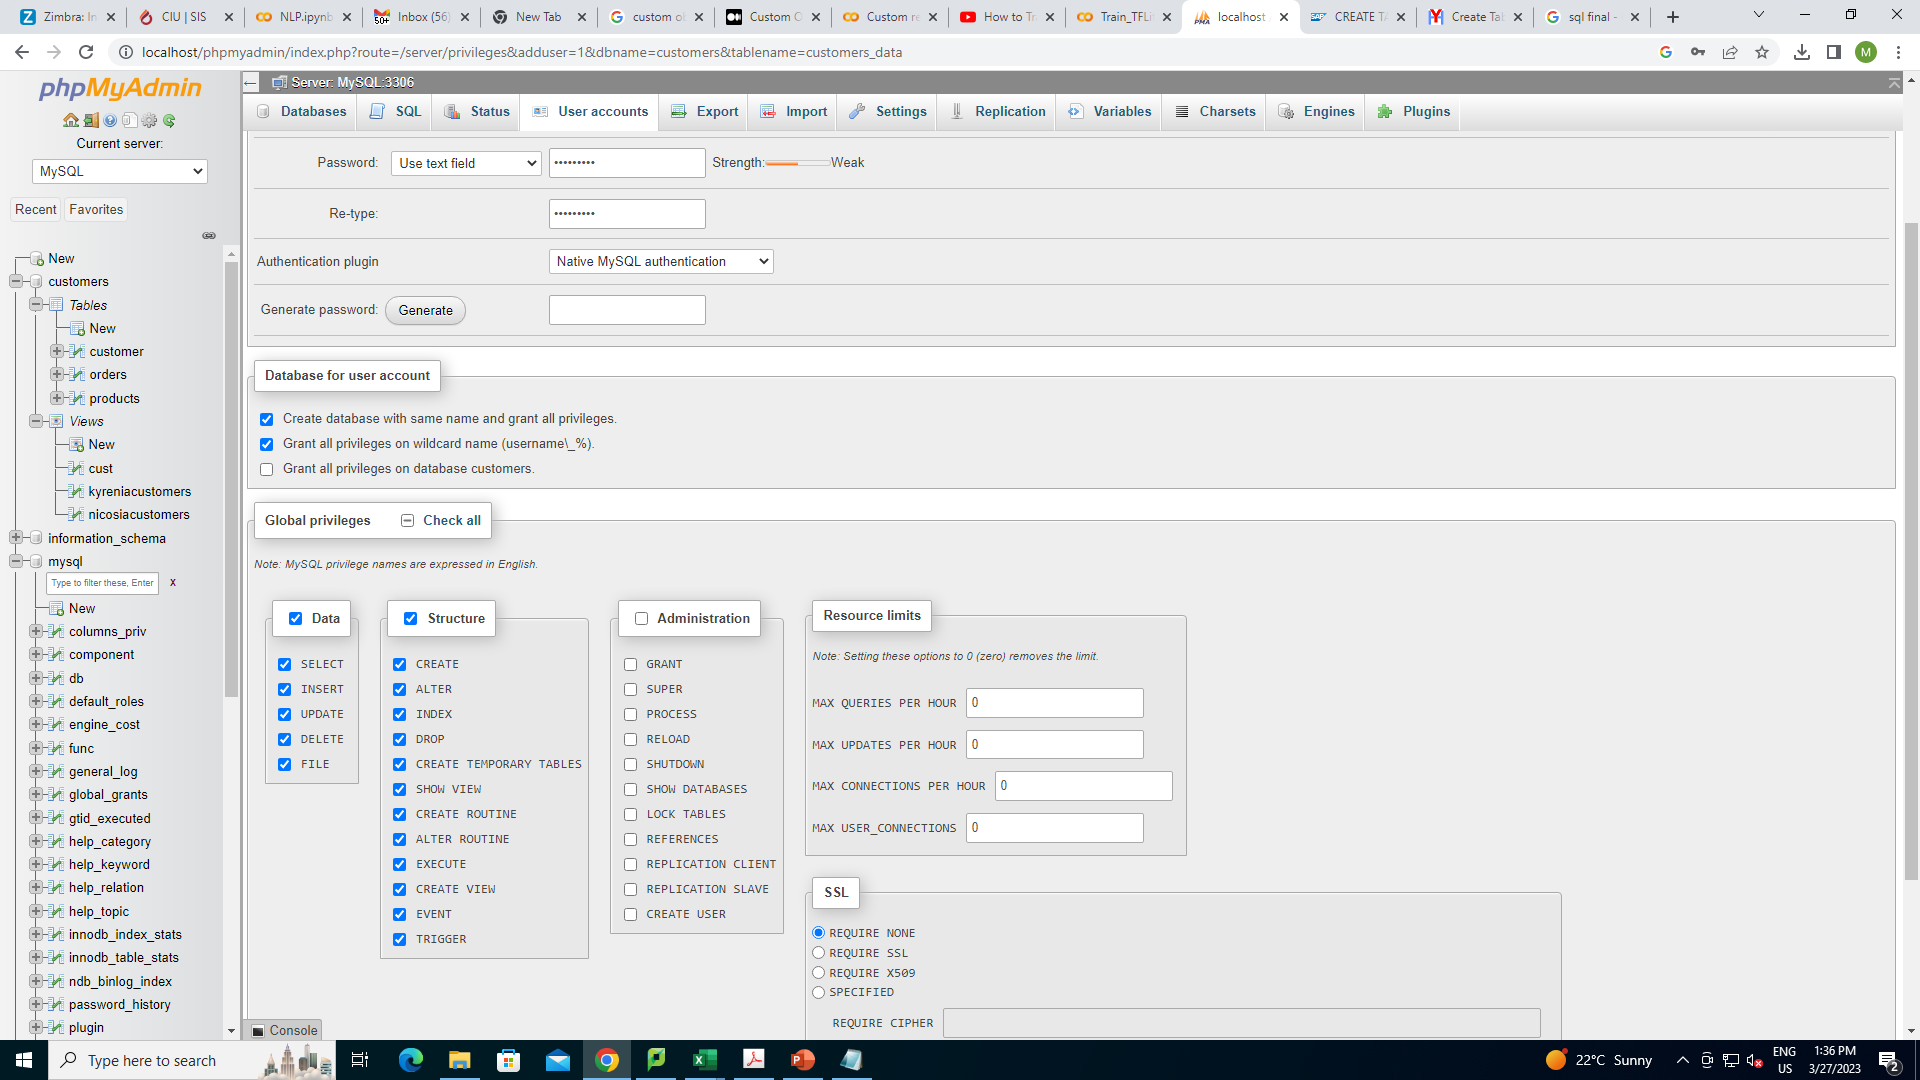 Zimbra: In
CIU | SIS
NLP.ipynb
Inbox (56)
New Tab
custom ob
Custom O
Custom re
How to Tr
Train_TFLi
localhost
CREATE TA
Create Tab
sql final -
localhost/phpmyadmin/index.php?route=/server/privileges&adduser=1&dbname=customers&tablename=customers_data
M
phpMyAdmin
Current server:
MySQL
Recent
Favorites
New
customers
Tables
New
customer
orders
products
Views
New
cust
kyreniacustomers
nicosiacustomers
information_schema
mysql
Type to filter these, Enter
X
New
columns_priv
component
db
default_roles
engine_cost
func
general_log
global_grants
gtid_executed
help_category
help_keyword
help_relation
help_topic
innodb_index_stats
innodb_table_stats
ndb_binlog_index
password_history
plugin
Server: MySQL:3306
Databases
SQL
Status
User accounts
Export
Import
Settings
Replication
Variables
Charsets
Engines
Plugins
Password:
Use text field
•••••••••
Strength:
Weak
Re-type:
•••••••••
Authentication plugin
Native MySQL authentication
Generate password:
Generate
Database for user account
Create database with same name and grant all privileges.
Grant all privileges on wildcard name (username\_%).
Grant all privileges on database customers.
Global privileges
Check all
Note: MySQL privilege names are expressed in English.
Data
SELECT
INSERT
UPDATE
DELETE
FILE
Structure
CREATE
ALTER
INDEX
DROP
CREATE TEMPORARY TABLES
SHOW VIEW
CREATE ROUTINE
ALTER ROUTINE
EXECUTE
CREATE VIEW
EVENT
TRIGGER
Administration
GRANT
SUPER
PROCESS
RELOAD
SHUTDOWN
SHOW DATABASES
LOCK TABLES
REFERENCES
REPLICATION CLIENT
REPLICATION SLAVE
CREATE USER
Resource limits
Note: Setting these options to 0 (zero) removes the limit.
MAX QUERIES PER HOUR 0
MAX UPDATES PER HOUR 0
MAX CONNECTIONS PER HOUR 0
MAX USER_CONNECTIONS 0
SSL
REQUIRE NONE
REQUIRE SSL
REQUIRE X509
SPECIFIED
REQUIRE CIPHER
Console
Type here to search
22°C Sunny
ENG
US
1:36 PM
3/27/2023
2